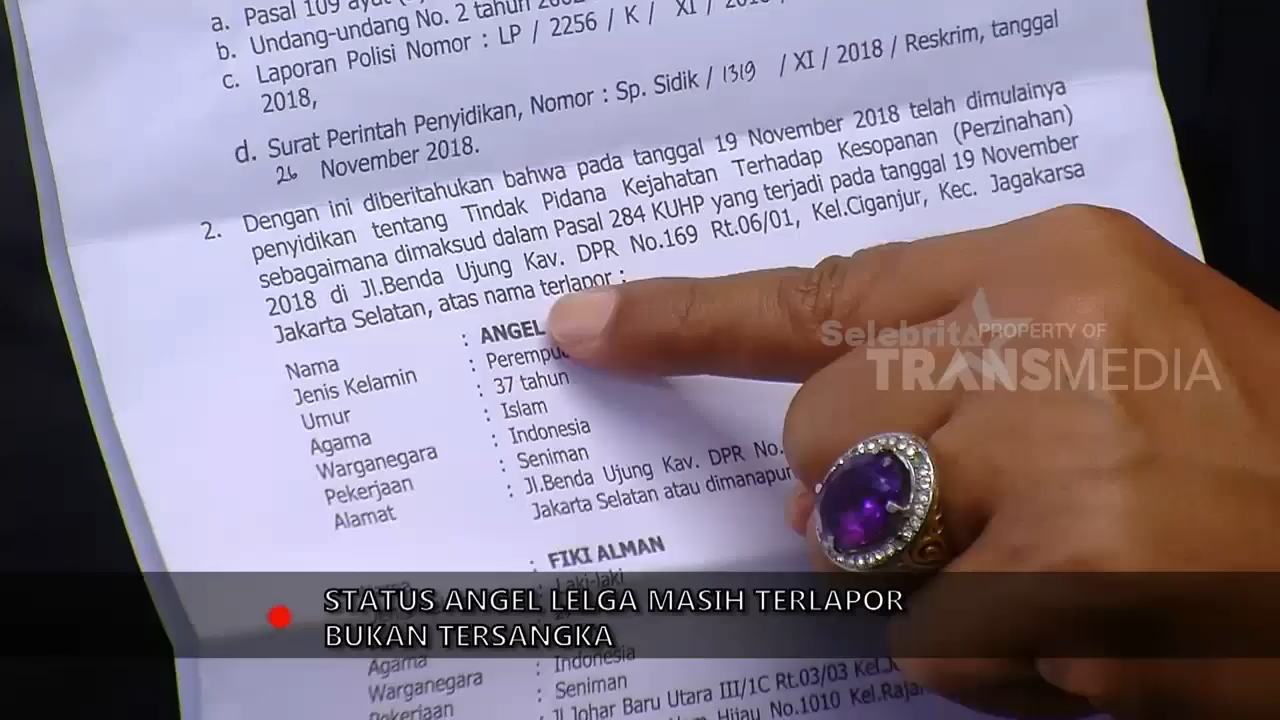 a. Pasal 109 ayat
b. Undang-undang No. 2 tahun 2002
c. Laporan Polisi Nomor : LP / 2256 / K / XI / 2018
2018,
d. Surat Perintah Penyidikan, Nomor : Sp. Sidik / 1319 / XI / 2018 / Reskrim, tanggal
26 November 2018.
2. Dengan ini diberitahukan bahwa pada tanggal 19 November 2018 telah dimulainya
penyidikan tentang Tindak Pidana Kejahatan Terhadap Kesopanan (Perzinahan)
sebagaimana dimaksud dalam Pasal 284 KUHP yang terjadi pada tanggal 19 November
2018 di Jl.Benda Ujung Kav. DPR No.169 Rt.06/01, Kel.Ciganjur, Kec. Jagakarsa
Jakarta Selatan, atas nama terlapor :
Nama : ANGEL
Jenis Kelamin : Perempu
Umur : 37 tahun
Agama : Islam
Warganegara : Indonesia
Pekerjaan : Seniman
Alamat : Jl.Benda Ujung Kav. DPR No.
Jakarta Selatan atau dimanapun
: FIKI ALMAN
: Laki-laki
Selebrita PROPERTY OF
TRANSMEDIA
STATUS ANGEL LELGA MASIH TERLAPOR
BUKAN TERSANGKA
Agama : Indonesia
Warganegara : Seniman
Pekerjaan : Jl Johar Baru Utara III/1C Rt.03/03 Kel.J
Hijau No.1010 Kel.Raja